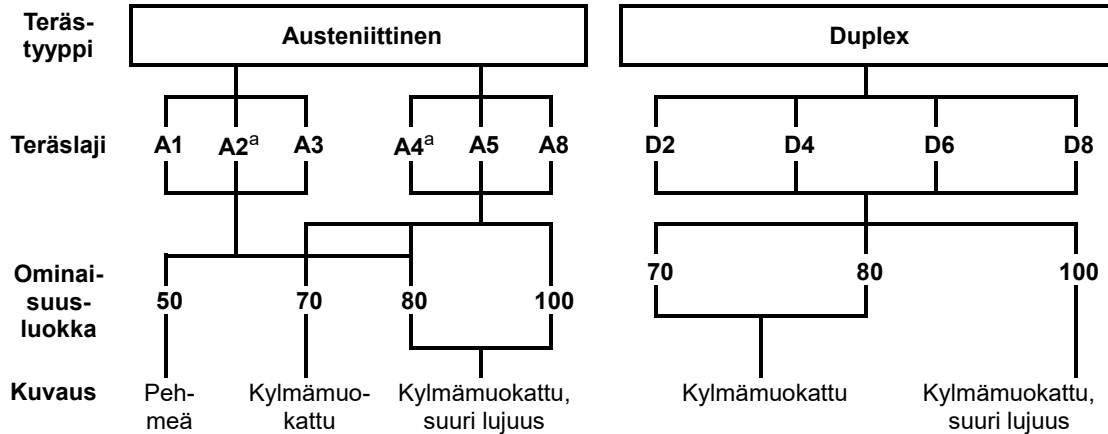 Teräs-
tyyppi
Austeniittinen
Duplex
Teräslaji
A1
A2ᵃ
A3
A4ᵃ
A5
A8
D2
D4
D6
D8
Ominai-
suus-
luokka
50
70
80
100
70
80
100
Kuvaus
Peh-
meä
Kylmämuo-
kattu
Kylmämuokattu,
suuri lujuus
Kylmämuokattu
Kylmämuokattu,
suuri lujuus